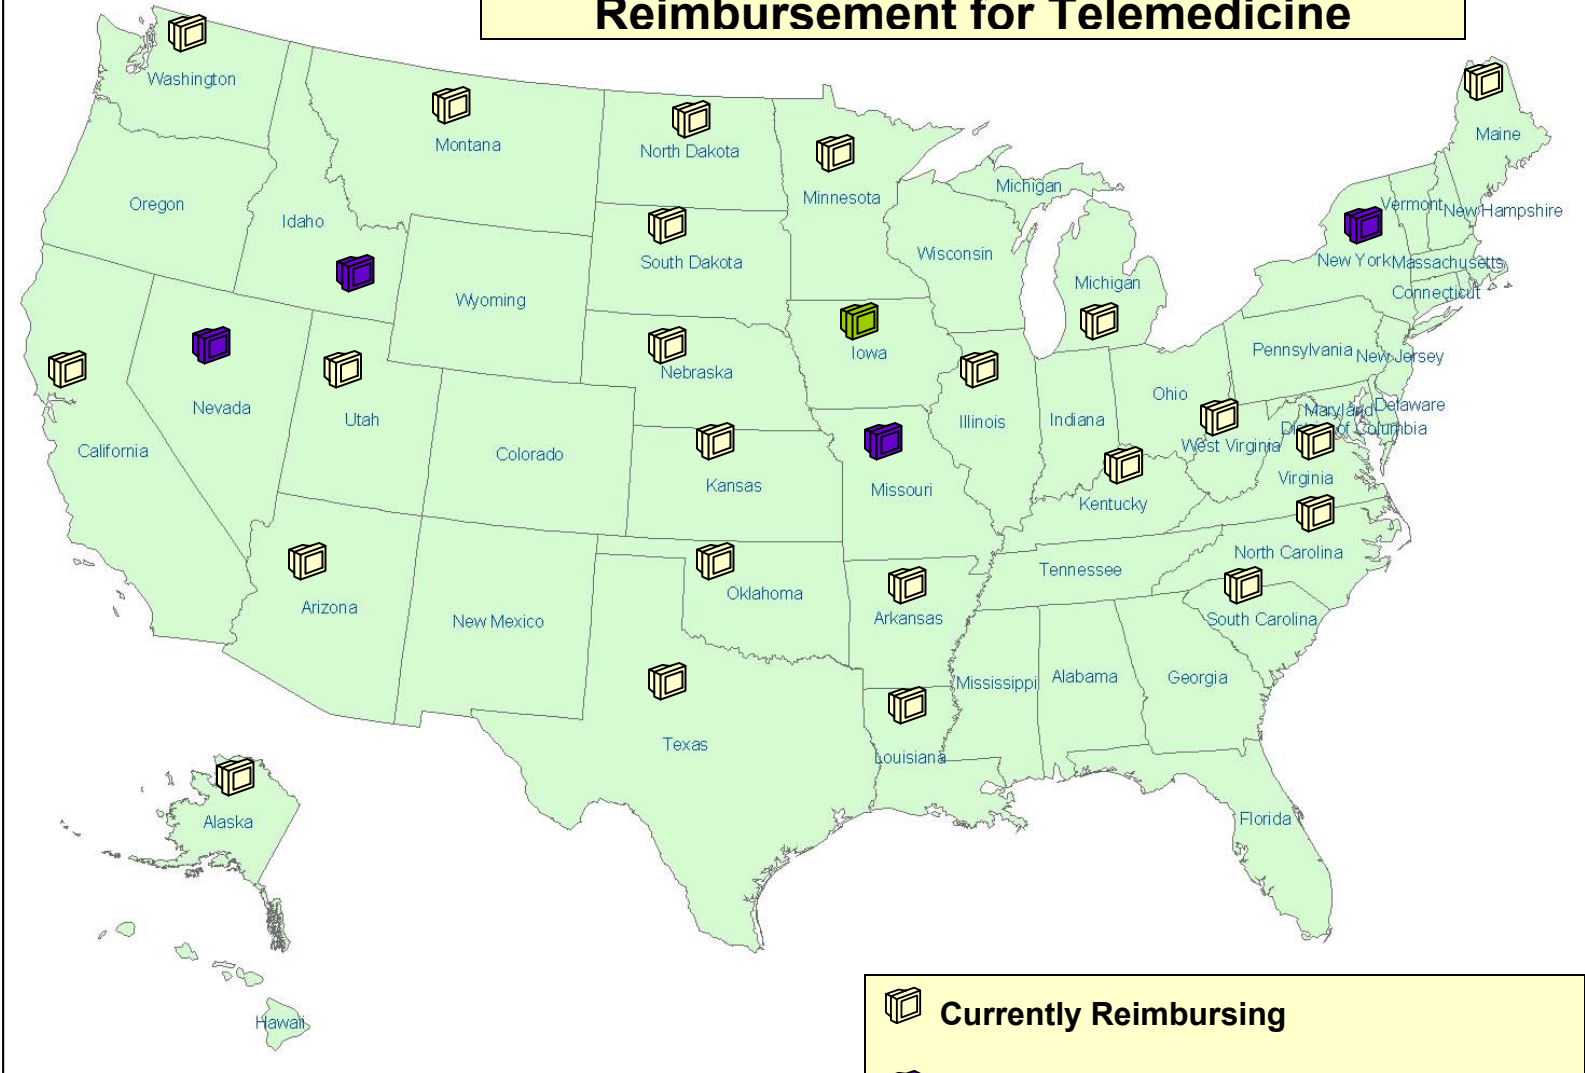 Reimbursement for Telemedicine
Washington
Montana
North Dakota
Minnesota
Maine
Michigan
Oregon
Idaho
Vermont
New Hampshire
South Dakota
Wisconsin
New York
Massachusetts
Wyoming
Michigan
Connecticut
Iowa
Pennsylvania
New Jersey
Nebraska
Nevada
Utah
Illinois
Indiana
Ohio
Maryland
Delaware
District of Columbia
California
Colorado
West Virginia
Kansas
Missouri
Kentucky
Virginia
North Carolina
Tennessee
Arizona
New Mexico
Oklahoma
Arkansas
South Carolina
Mississippi
Alabama
Georgia
Texas
Louisiana
Alaska
Florida
Hawaii
Currently Reimbursing